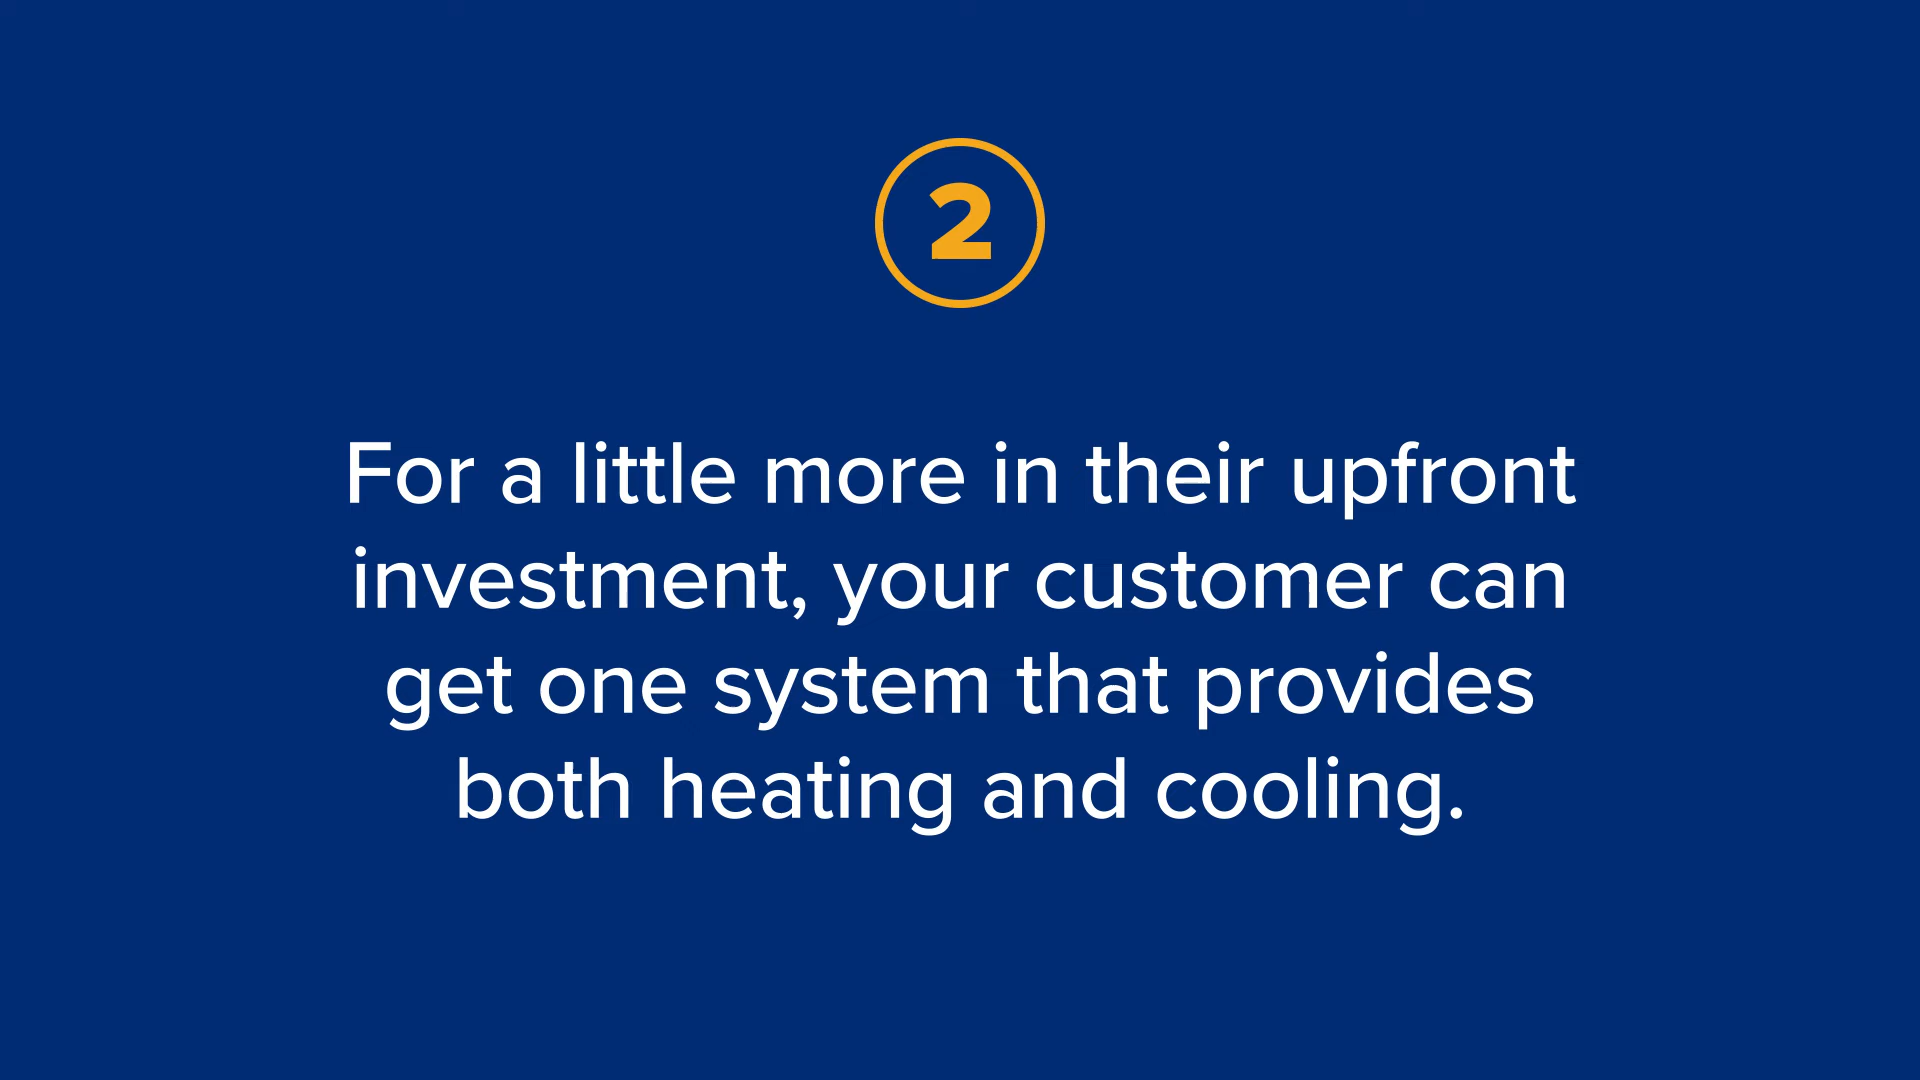 2
For a little more in their upfront
investment, your customer can
get one system that provides
both heating and cooling.